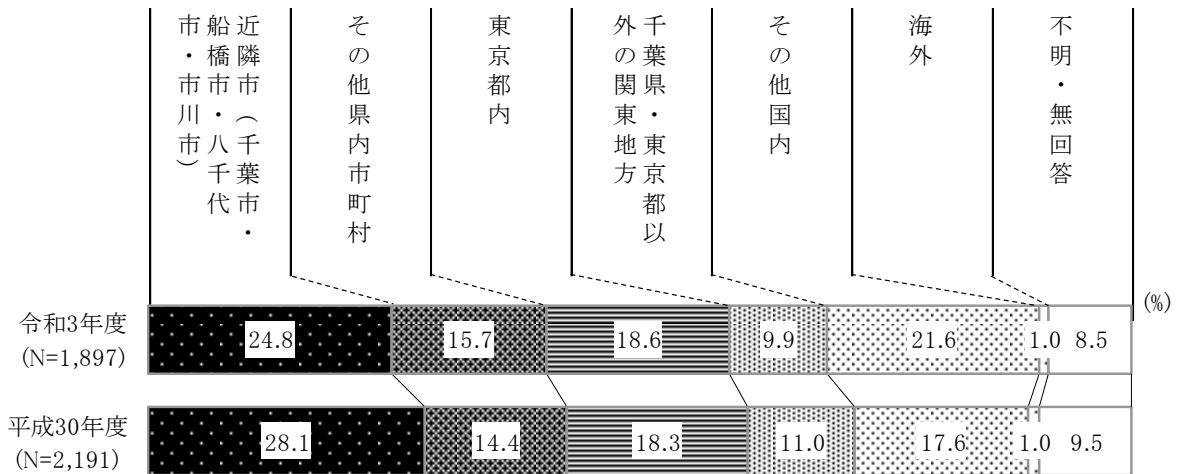 近隣市（千葉市・
船橋市・八千代
市・市川市）
その他県内市町村
東京都内
千葉県・東京都以
外の関東地方
その他国内
海外
不明・無回答
(%)
令和3年度
(N=1,897)
24.8
15.7
18.6
9.9
21.6
1.0
8.5
平成30年度
(N=2,191)
28.1
14.4
18.3
11.0
17.6
1.0
9.5